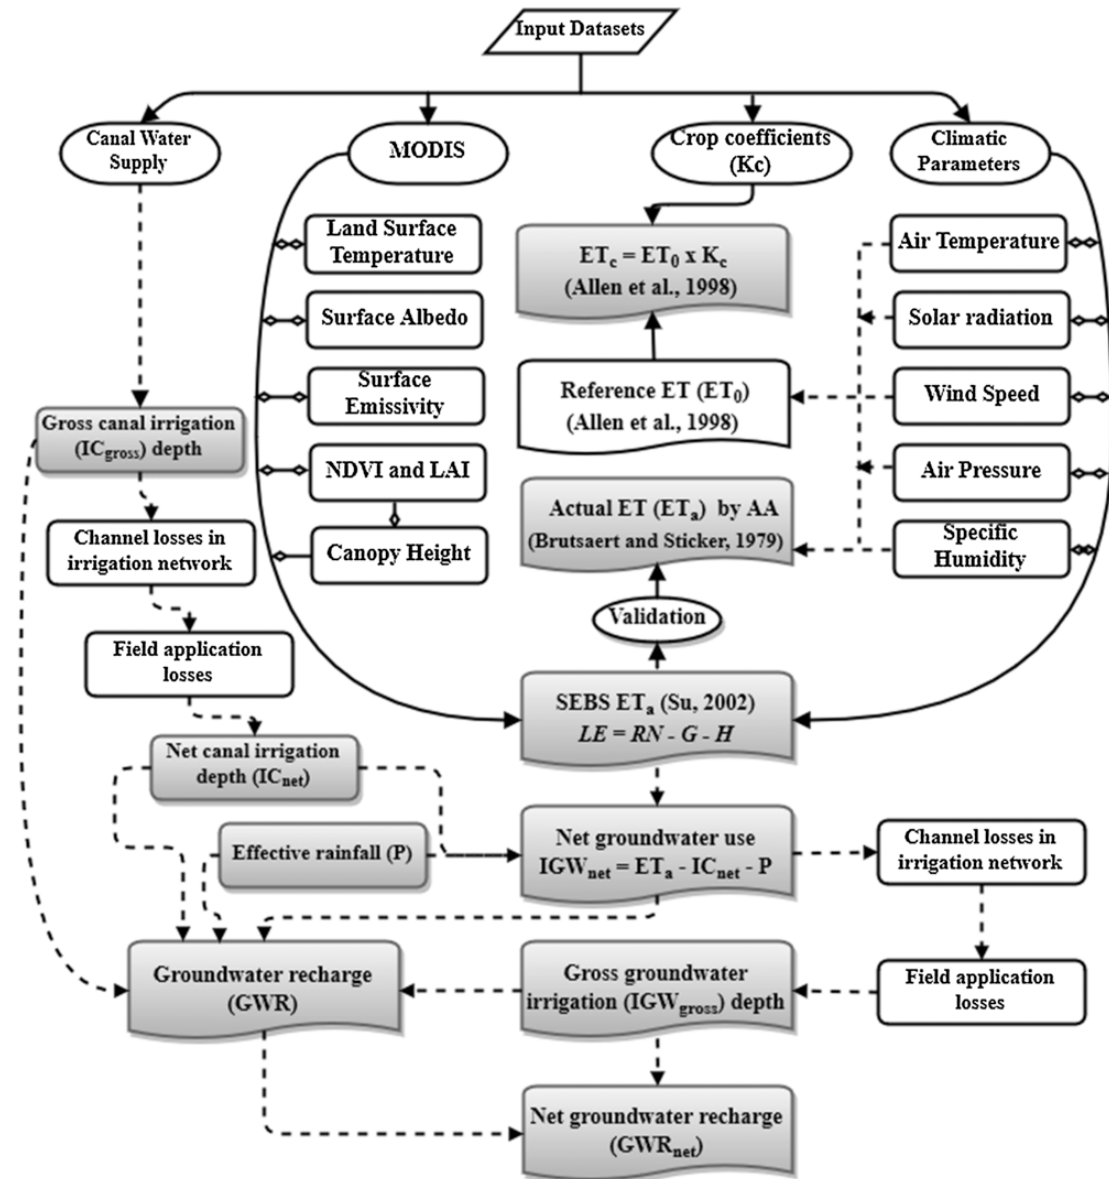 Input Datasets
Canal Water
Supply
MODIS
Crop coefficients
(Kc)
Climatic
Parameters
Land Surface
Temperature
Surface Albedo
Surface
Emissivity
NDVI and LAI
Canopy Height
ETc = ET0 x Kc
(Allen et al., 1998)
Reference ET (ET0)
(Allen et al., 1998)
Actual ET (ETa) by AA
(Brutsaert and Sticker, 1979)
Validation
SEBS ETa (Su, 2002)
LE = RN - G - H
Air Temperature
Solar radiation
Wind Speed
Air Pressure
Specific
Humidity
Gross canal irrigation
(ICgross) depth
Channel losses in
irrigation network
Field application
losses
Net canal irrigation
depth (ICnet)
Effective rainfall (P)
Net groundwater use
IGWnet = ETa - ICnet - P
Channel losses in
irrigation network
Field application
losses
Gross groundwater
irrigation (IGWgross) depth
Groundwater recharge
(GWR)
Net groundwater recharge
(GWRnet)